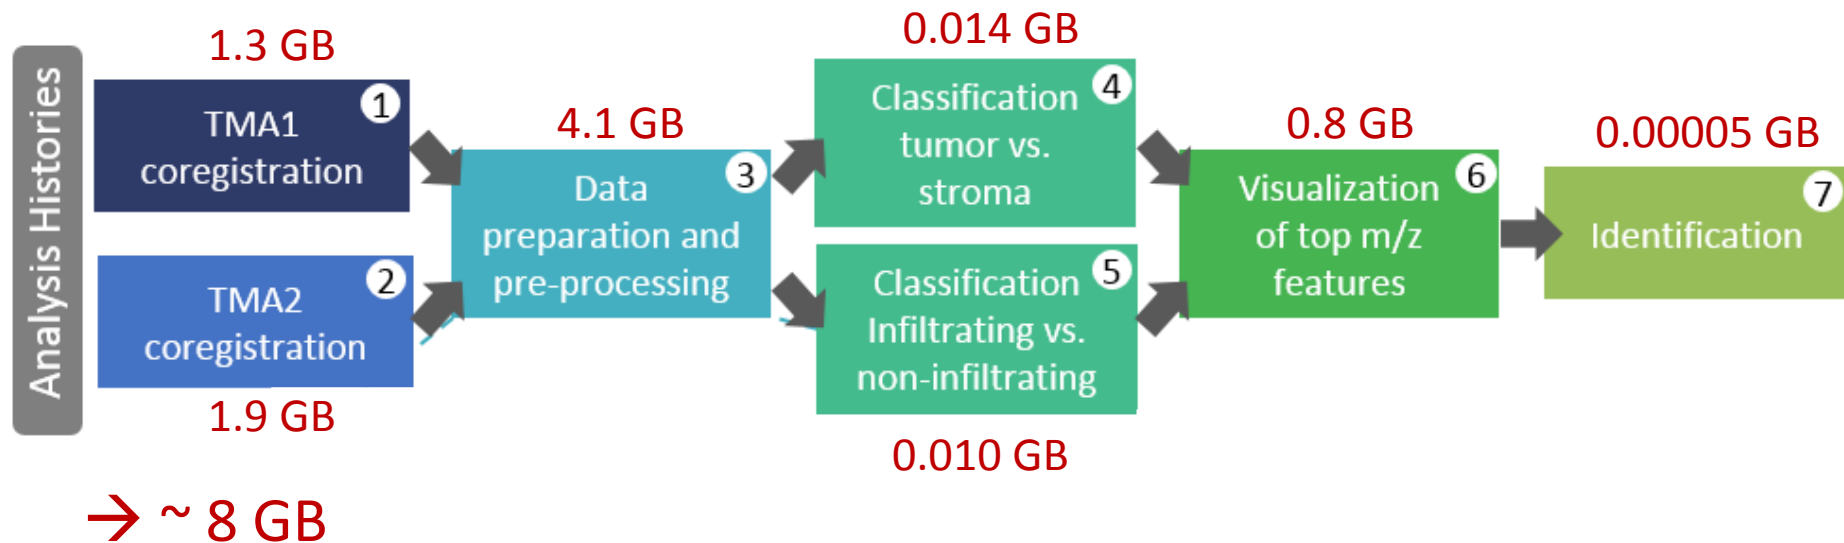 Analysis Histories
1.3 GB
1
TMA1
coregistration
2
TMA2
coregistration
1.9 GB
4.1 GB
3
Data
preparation and
pre-processing
0.014 GB
4
Classification
tumor vs.
stroma
5
Classification
Infiltrating vs.
non-infiltrating
0.010 GB
0.8 GB
6
Visualization
of top m/z
features
0.00005 GB
7
Identification
→ ~ 8 GB